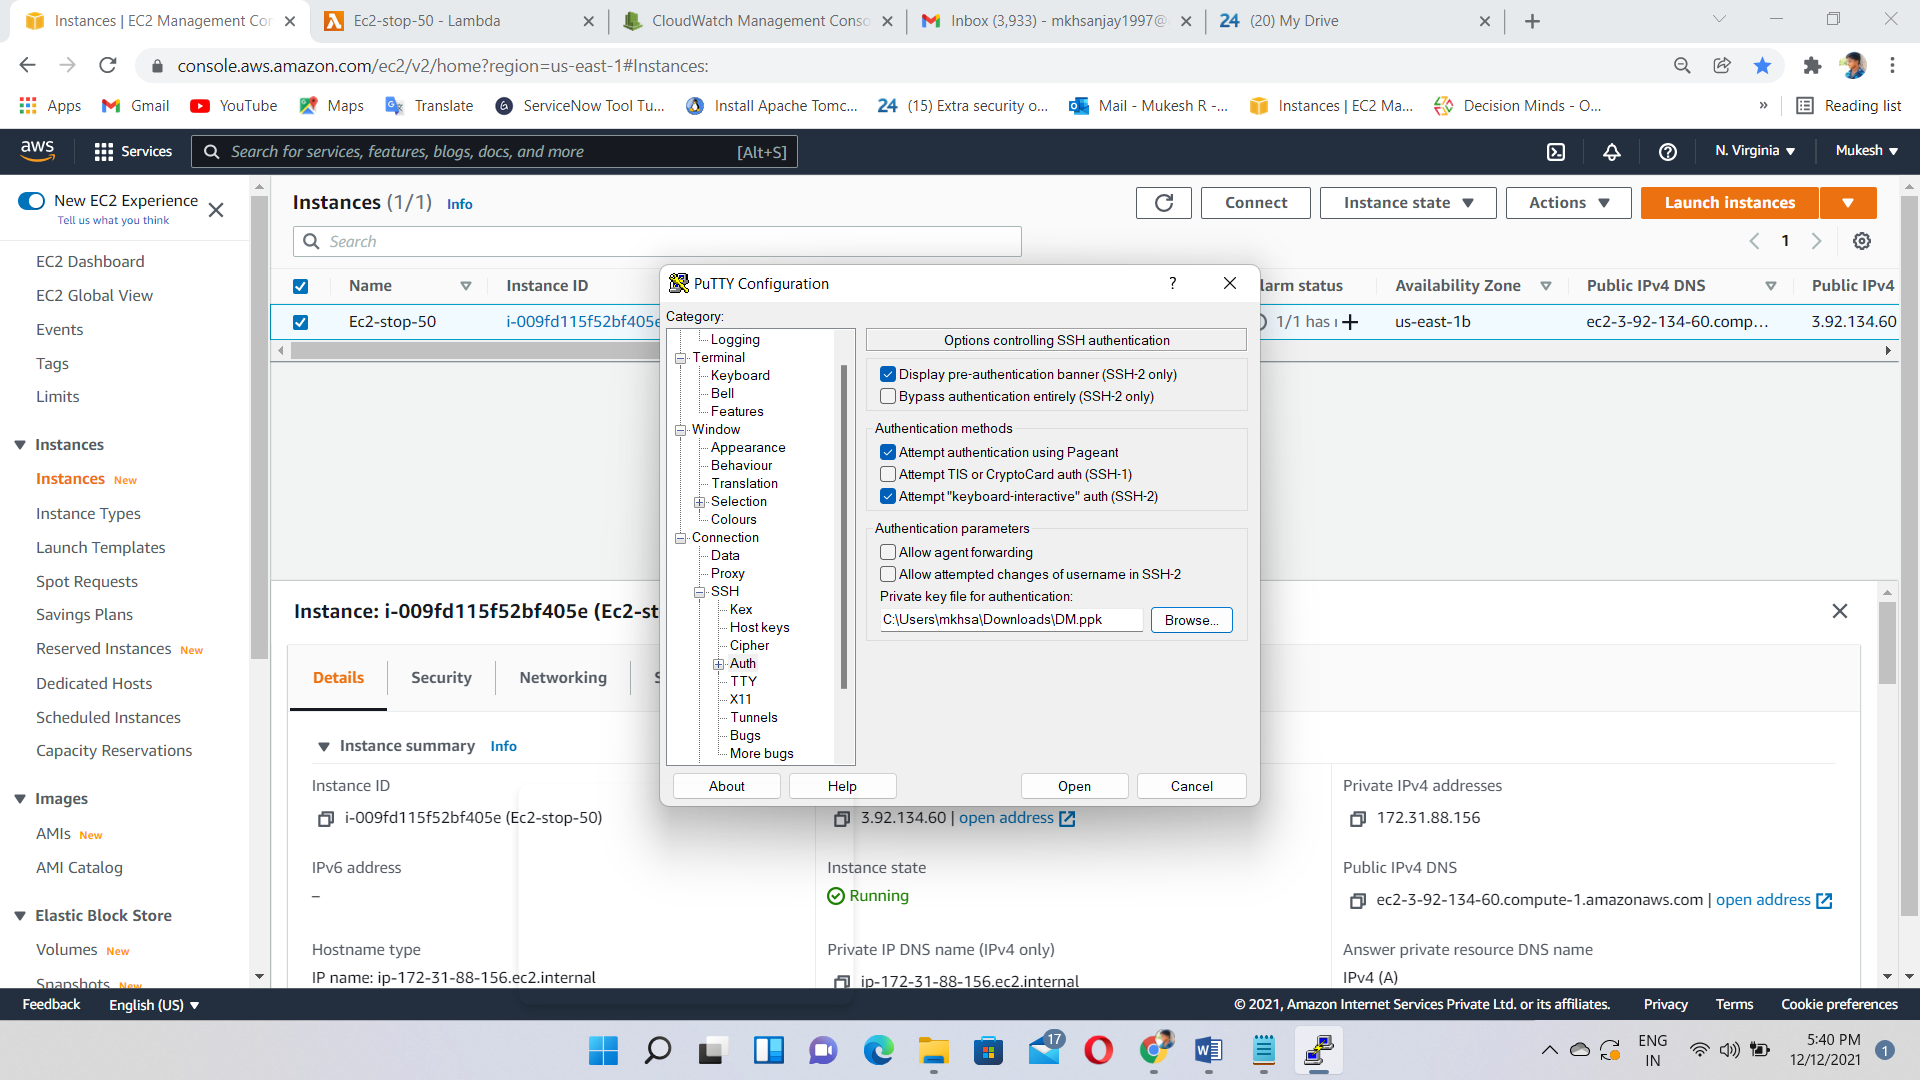 Instances | EC2 Management Con
Ec2-stop-50 - Lambda
CloudWatch Management Conso
Inbox (3,933) - mkhsanjay1997@
24 (20) My Drive
console.aws.amazon.com/ec2/v2/home?region=us-east-1#Instances:
Apps
Gmail
YouTube
Maps
Translate
ServiceNow Tool Tu...
Install Apache Tomc...
24 (15) Extra security o...
Mail - Mukesh R -...
Instances | EC2 Ma...
Decision Minds - O...
»
Reading list
aws
Services
Search for services, features, blogs, docs, and more
[Alt+S]
N. Virginia
Mukesh
New EC2 Experience
Tell us what you think
EC2 Dashboard
EC2 Global View
Events
Tags
Limits
Instances
Instances New
Instance Types
Launch Templates
Spot Requests
Savings Plans
Reserved Instances New
Dedicated Hosts
Scheduled Instances
Capacity Reservations
Images
AMIs New
AMI Catalog
Elastic Block Store
Volumes New
Snapshots New
Instances (1/1) Info
Connect
Instance state
Actions
Launch instances
Search
1
Name
Instance ID
larm status
Availability Zone
Public IPv4 DNS
Public IPv4
Ec2-stop-50
i-009fd115f52bf405e
1/1 has
us-east-1b
ec2-3-92-134-60.comp...
3.92.134.60
PuTTY Configuration
?
Category:
Logging
Terminal
Keyboard
Bell
Features
Window
Appearance
Behaviour
Translation
Selection
Colours
Connection
Data
Proxy
SSH
Kex
Host keys
Cipher
Auth
TTY
X11
Tunnels
Bugs
More bugs
Options controlling SSH authentication
Display pre-authentication banner (SSH-2 only)
Bypass authentication entirely (SSH-2 only)
Authentication methods
Attempt authentication using Pageant
Attempt TIS or CryptoCard auth (SSH-1)
Attempt "keyboard-interactive" auth (SSH-2)
Authentication parameters
Allow agent forwarding
Allow attempted changes of username in SSH-2
Private key file for authentication:
C:\Users\mkhsa\Downloads\DM.ppk
Browse...
About
Help
Open
Cancel
Instance: i-009fd115f52bf405e (Ec2-st
Details
Security
Networking
S
Instance summary Info
Instance ID
i-009fd115f52bf405e (Ec2-stop-50)
3.92.134.60 | open address
Private IPv4 addresses
172.31.88.156
IPv6 address
–
Instance state
Running
Public IPv4 DNS
ec2-3-92-134-60.compute-1.amazonaws.com | open address
Hostname type
IP name: ip-172-31-88-156.ec2.internal
Private IP DNS name (IPv4 only)
ip-172-31-88-156.ec2.internal
Answer private resource DNS name
IPv4 (A)
Feedback
English (US)
© 2021, Amazon Internet Services Private Ltd. or its affiliates.
Privacy
Terms
Cookie preferences
17
ENG
IN
5:40 PM
12/12/2021
1